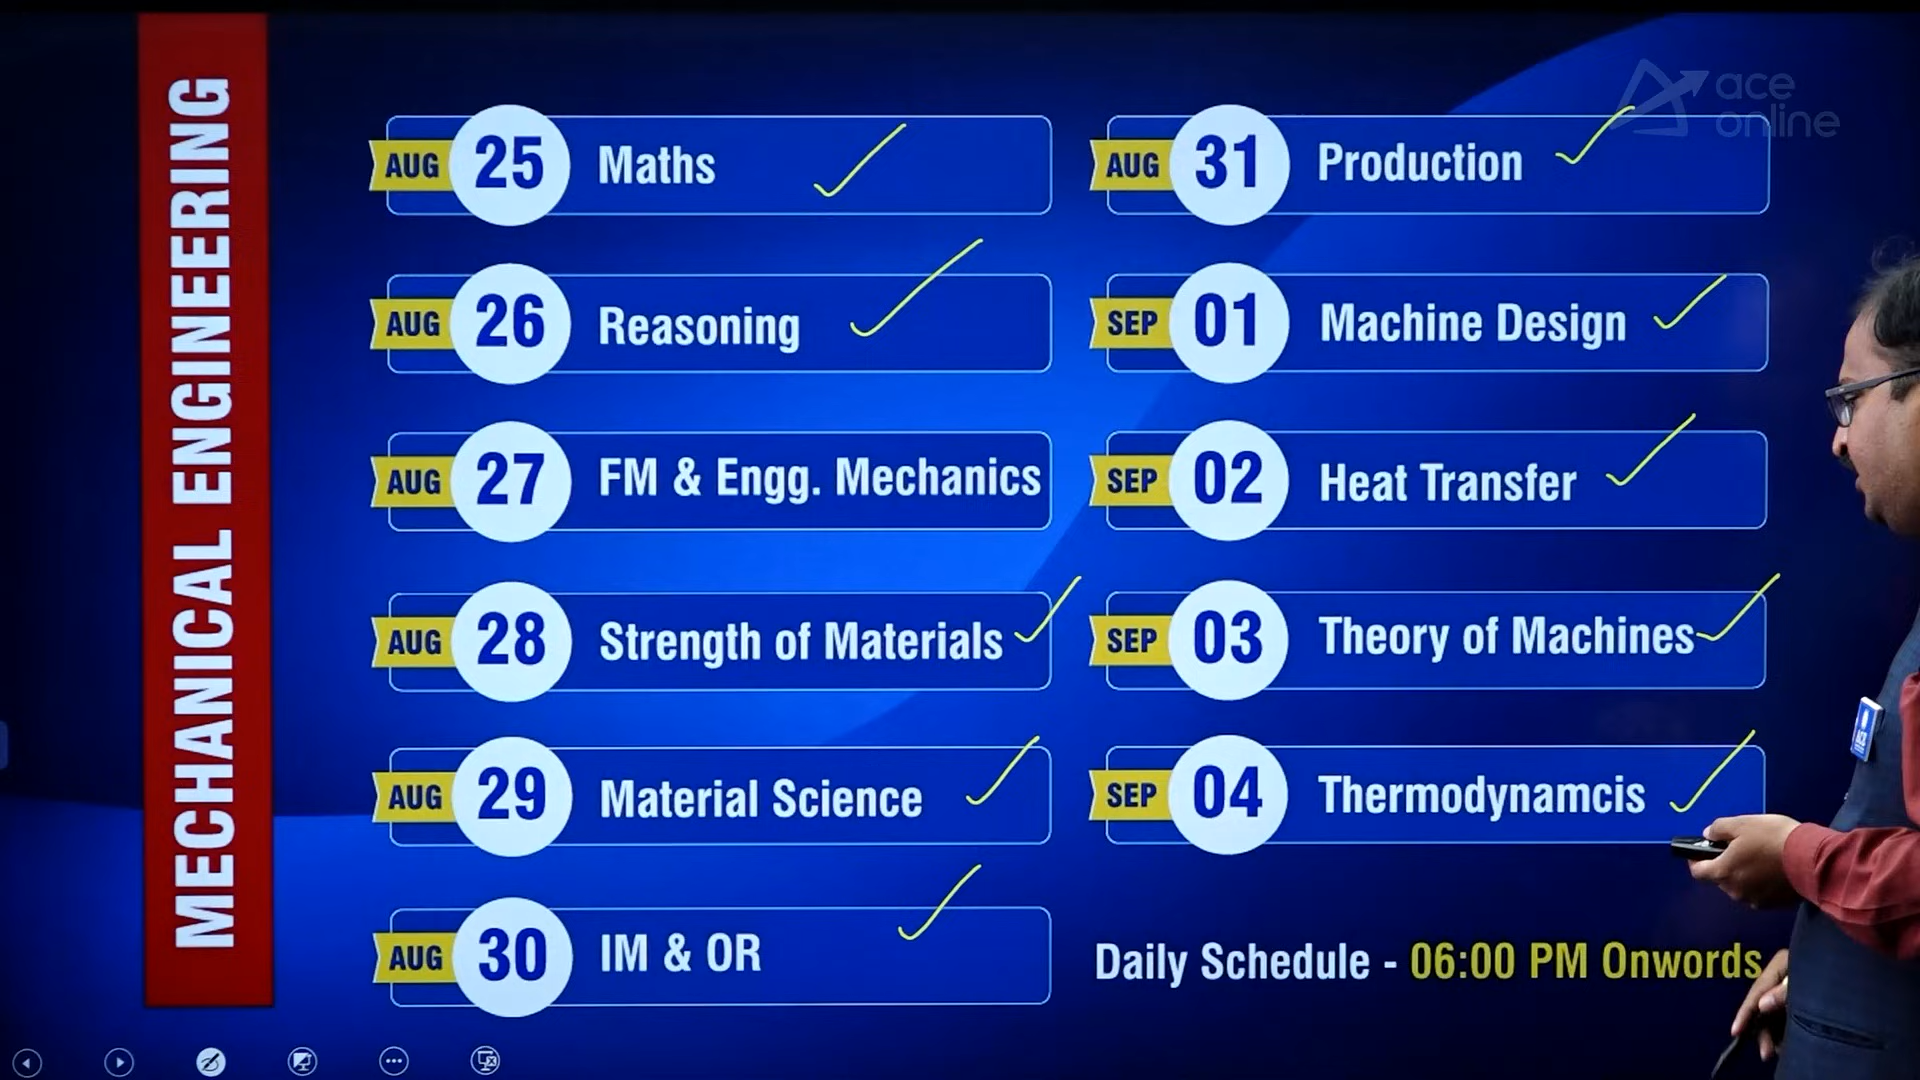 MECHANICAL ENGINEERING
AUG 25 Maths
AUG 26 Reasoning
AUG 27 FM & Engg. Mechanics
AUG 28 Strength of Materials
AUG 29 Material Science
AUG 30 IM & OR
AUG 31 Production
SEP 01 Machine Design
SEP 02 Heat Transfer
SEP 03 Theory of Machines
SEP 04 Thermodynamcis
Daily Schedule - 06:00 PM Onwords
ace
online